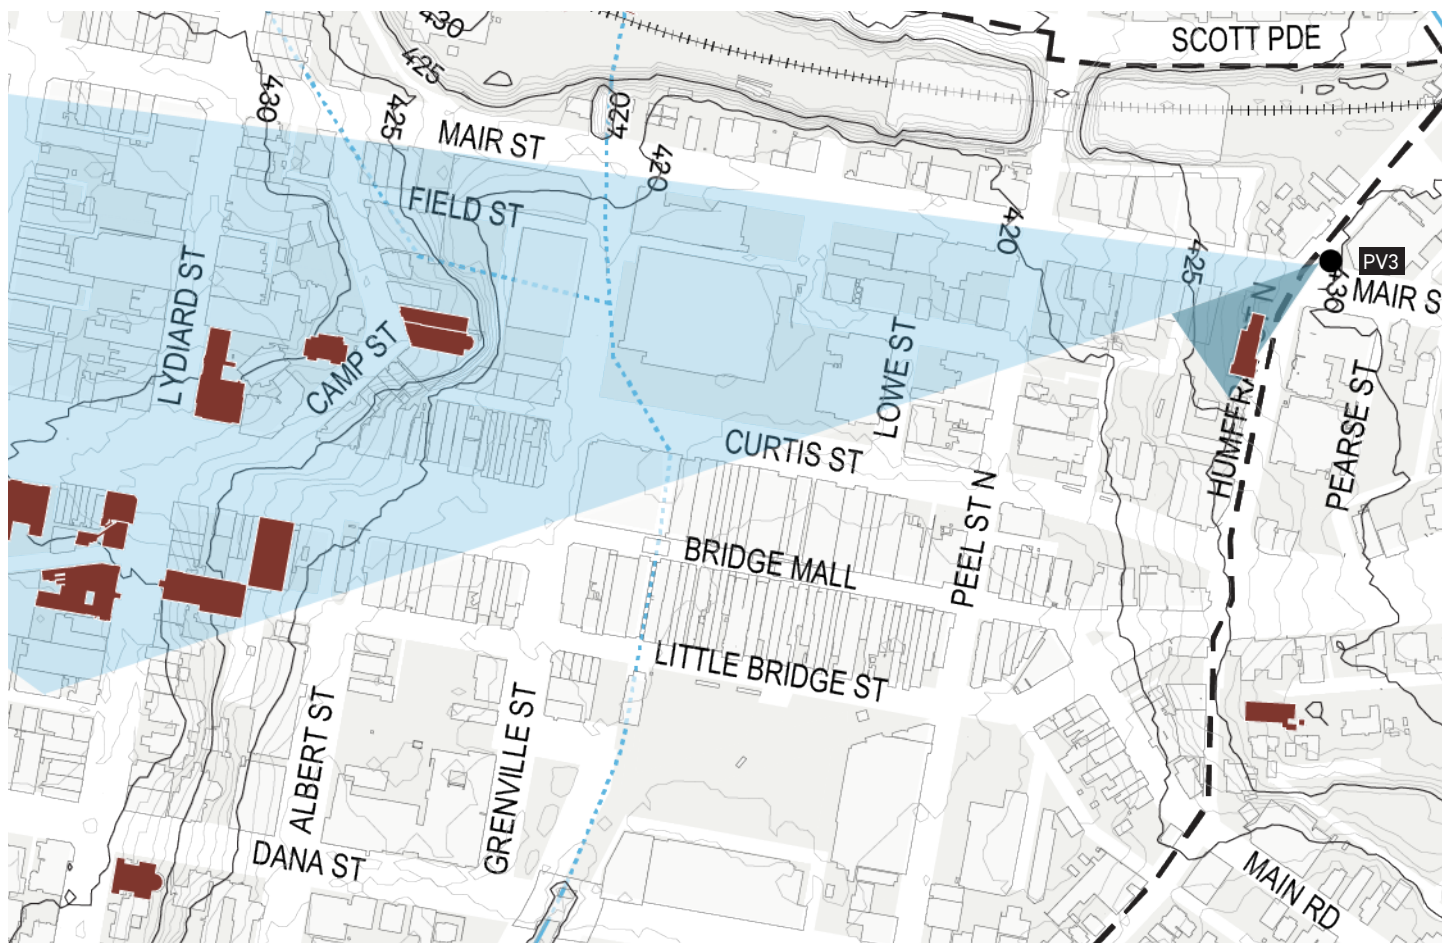 430
SCOTT PDE
425
430
425
420
MAIR ST
420
FIELD ST
420
425
PV3
430
MAIR S
N
LYDIARD ST
CAMP ST
LOWE ST
HUMFFRA
PEARSE ST
CURTIS ST
PEEL ST N
BRIDGE MALL
LITTLE BRIDGE ST
ALBERT ST
GRENVILLE ST
DANA ST
MAIN RD